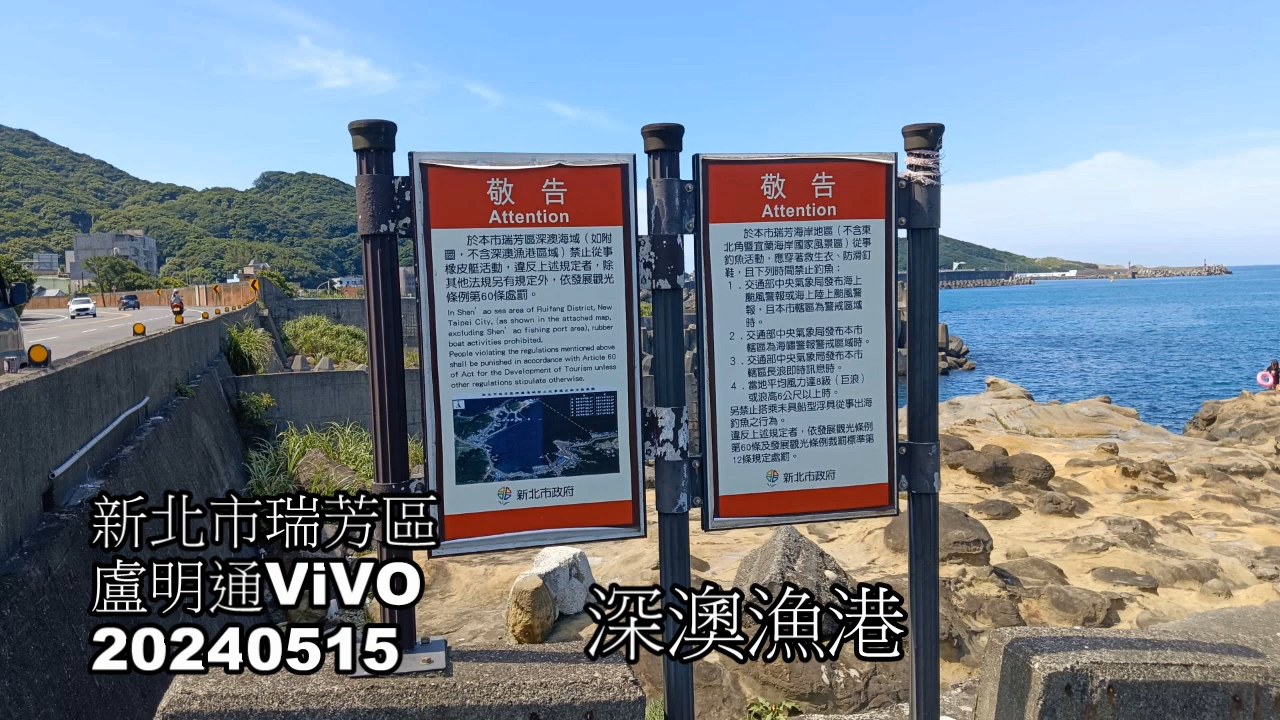 敬 告
Attention
於本市瑞芳區深澳海域（如附
圖，不含深澳漁港區域）禁止從事
橡皮艇活動，違反上述規定者，除
其他法規另有規定外，依發展觀光
條例第60條處罰。
In Shen'ao sea area of Ruifang District, New
Taipei City, (as shown in the attached map,
excluding Shen'ao fishing port area), rubber
boat activities prohibited.
People violating the regulations mentioned above
shall be punished in accordance with Article 60
of Act for the Development of Tourism unless
other regulations stipulate otherwise.
新北市政府
敬 告
Attention
於本市瑞芳海岸地區（不含東
北角暨宜蘭海岸國家風景區）從事
釣魚活動，應穿著救生衣、防滑釘
鞋，且下列時間禁止釣魚：
1．交通部中央氣象局發布海上
颱風警報或海上陸上颱風警
報，且本市轄區為警戒區域
時。
2．交通部中央氣象局發布本市
轄區為海嘯警報警戒區域時。
3．交通部中央氣象局發布本市
轄區長浪即時訊息時。
4．當地平均風力達8級（巨浪）
或浪高6公尺以上時。
另禁止搭乘未具船型浮具從事出海
釣魚之行為。
違反上述規定者，依發展觀光條例
第60條及發展觀光條例裁罰標準第
12條規定處罰。
新北市政府
新北市瑞芳區
盧明通ViVO
20240515
深澳漁港